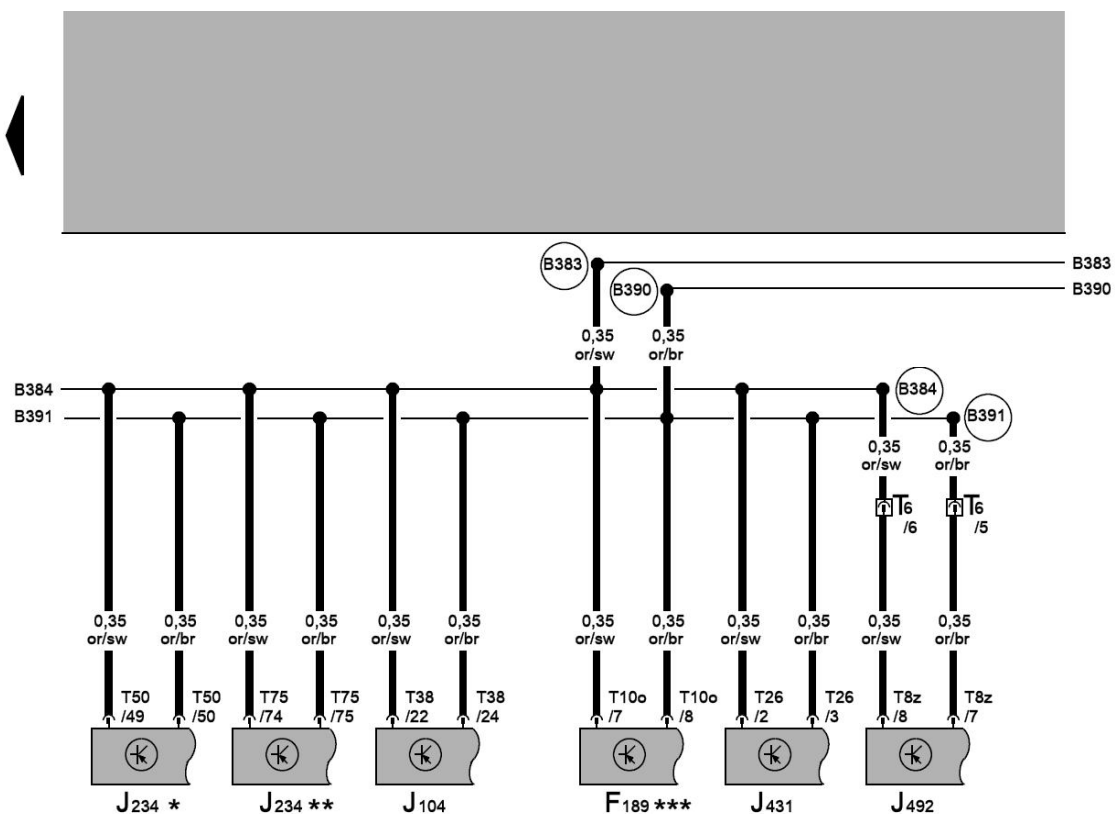 B383 B383
B390 B390
0,35 0,35
or/sw or/br
B384 B384
B391 B391
0,35 0,35
or/sw or/br
T6 T6
/6 /5
0,35 0,35 0,35 0,35 0,35 0,35 0,35 0,35 0,35 0,35 0,35 0,35
or/sw or/br or/sw or/br or/sw or/br or/sw or/br or/sw or/br or/sw or/br
T50 T50 T75 T75 T38 T38 T10o T10o T26 T26 T8z T8z
/49 /50 /74 /75 /22 /24 /7 /8 /2 /3 /8 /7
J234 * J234 ** J104 F189 *** J431 J492